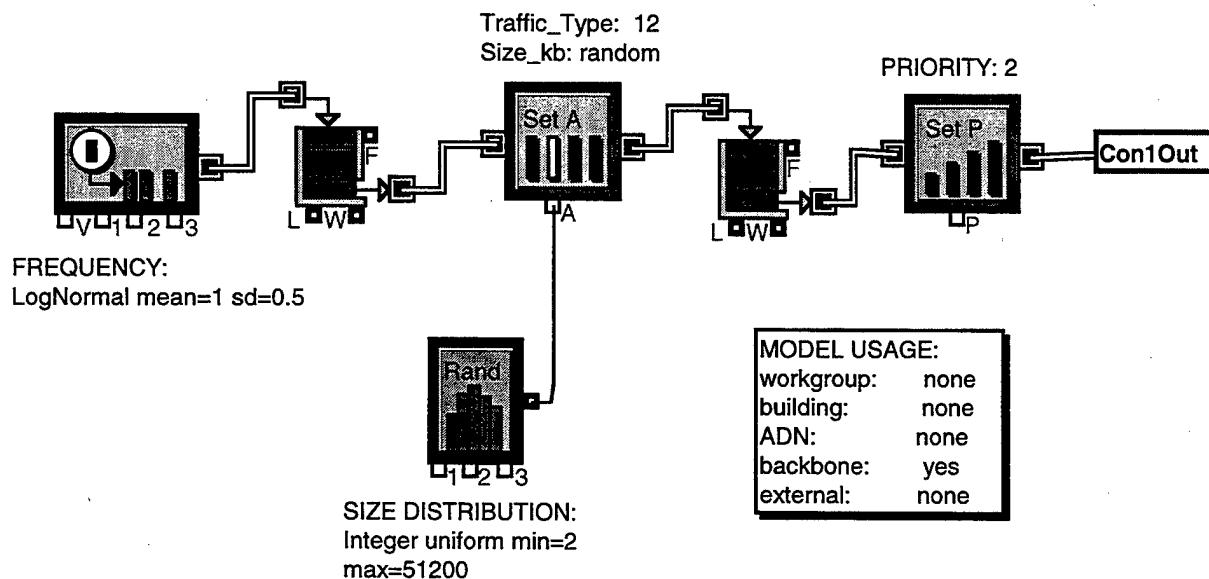 Traffic_Type: 12
Size_kb: random
PRIORITY: 2
Set A
Set P
F
F
Con1Out
L W
L W
V 1 2 3
A
P
FREQUENCY:
LogNormal mean=1 sd=0.5
Rand
1 2 3
MODEL USAGE:
workgroup: none
building: none
ADN: none
backbone: yes
external: none
SIZE DISTRIBUTION:
Integer uniform min=2
max=51200